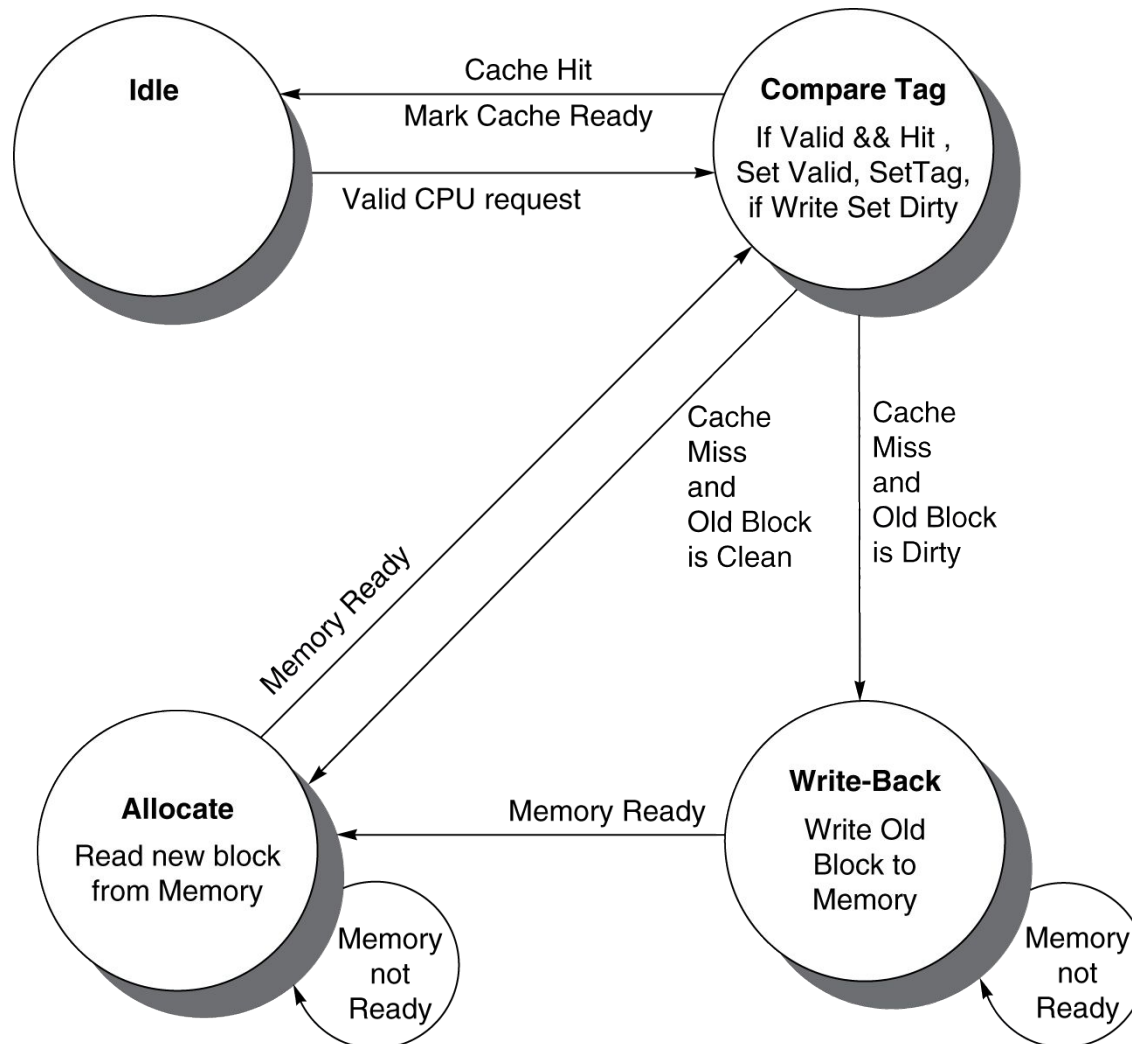 Idle
Cache Hit
Mark Cache Ready
Valid CPU request
Compare Tag
If Valid && Hit ,
Set Valid, SetTag,
if Write Set Dirty
Cache
Miss
and
Old Block
is Clean
Cache
Miss
and
Old Block
is Dirty
Memory Ready
Allocate
Read new block
from Memory
Memory
not
Ready
Memory Ready
Write-Back
Write Old
Block to
Memory
Memory
not
Ready